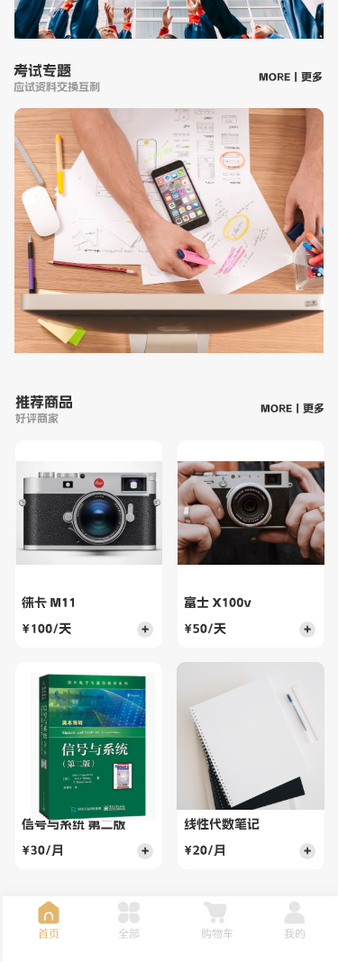 考试专题
应试资料交换互利
MORE | 更多
推荐商品
好评商家
MORE | 更多
徕卡 M11
¥100/天
富士 X100v
¥50/天
信号与系统
(第二版)
信号与系统 第二版
¥30/月
线性代数笔记
¥20/月
首页
全部
购物车
我的